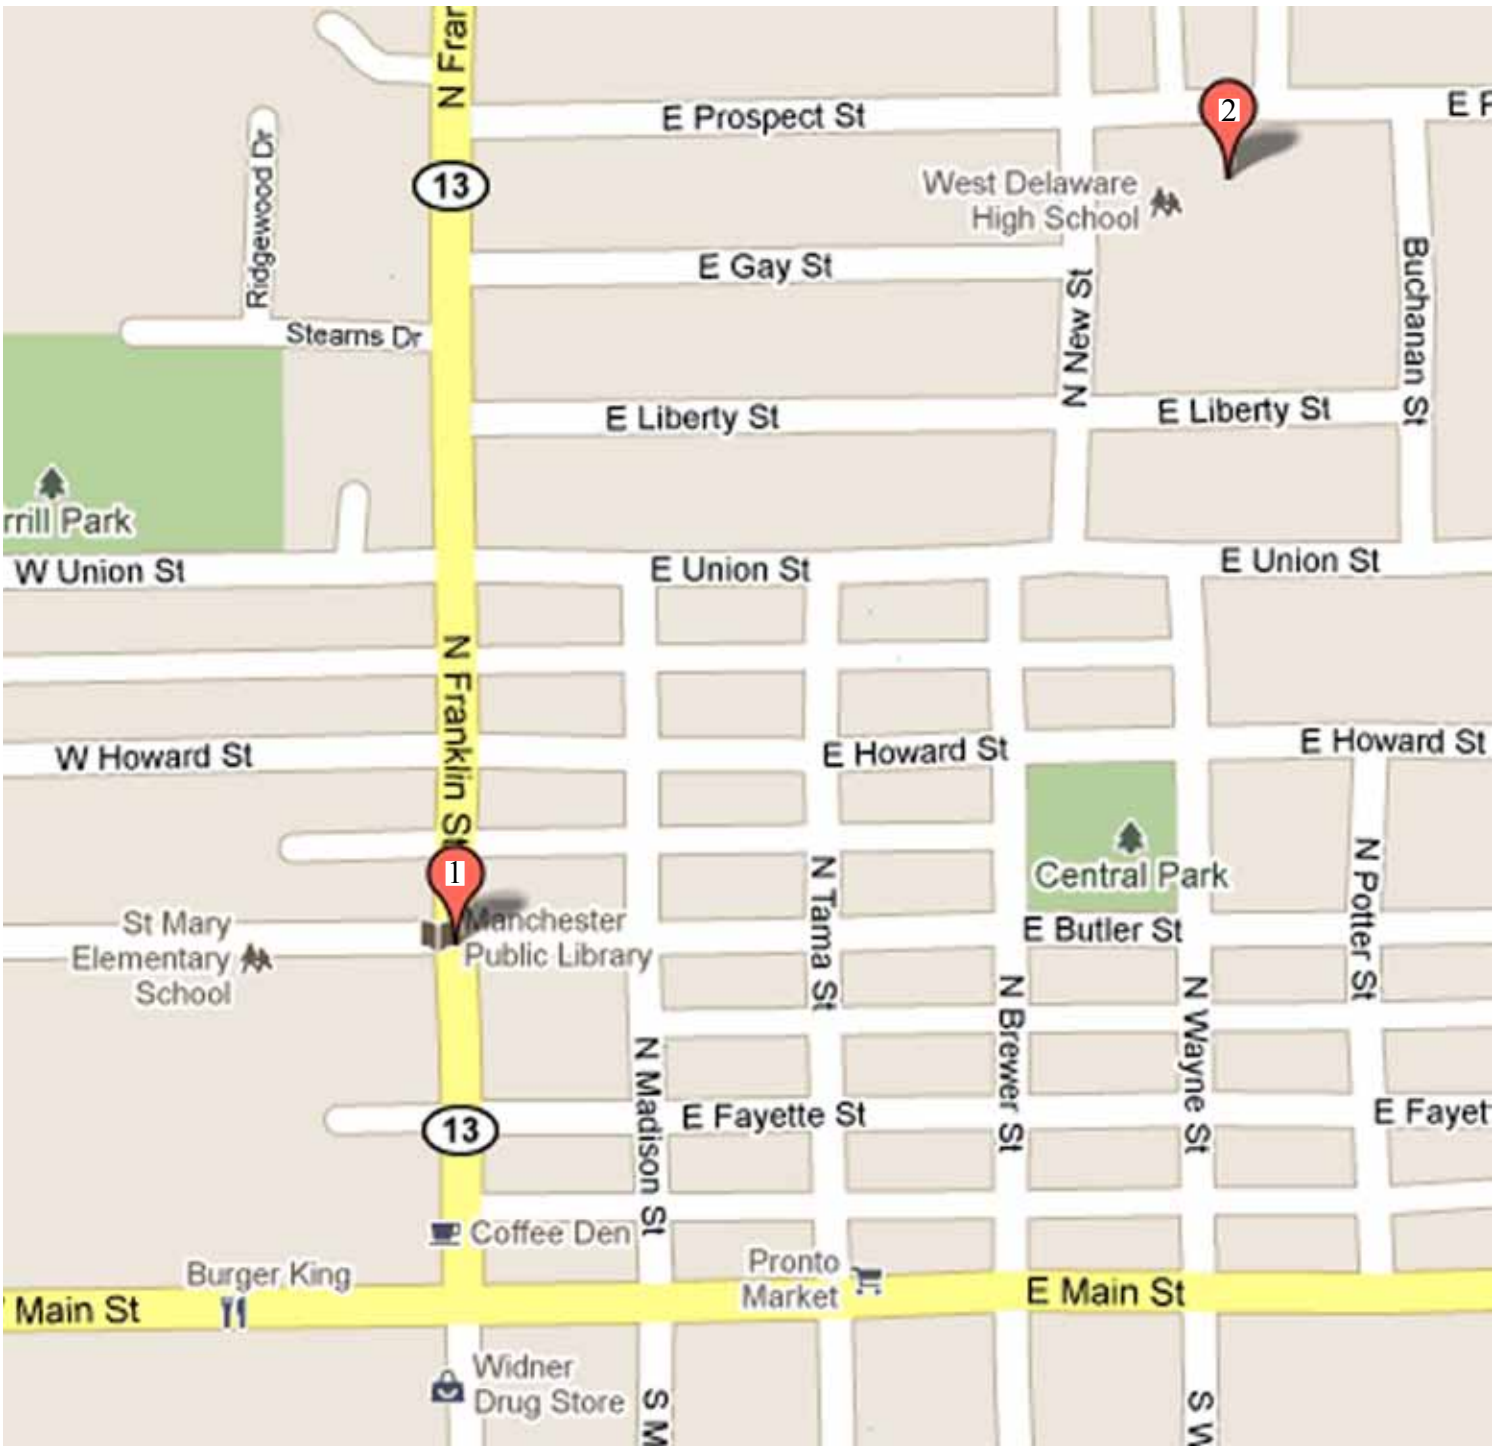 N Fran
E Prospect St
E P
2
13
Ridgewood Dr
West Delaware
High School
E Gay St
Buchanan St
N New St
Stearns Dr
E Liberty St
E Liberty St
rrill Park
W Union St
E Union St
E Union St
N Franklin St
W Howard St
E Howard St
E Howard St
1
Central Park
N Tama St
N Potter St
St Mary
Elementary
School
Manchester
Public Library
E Butler St
N Brewer St
N Wayne St
N Madison St
13
E Fayette St
E Fayet
Coffee Den
Burger King
Pronto
Market
Main St
E Main St
Widner
Drug Store
S M
S W